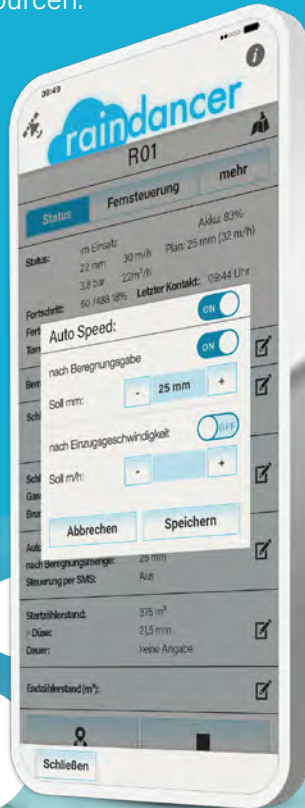 ourcen.
09:49
raindancer
R01
Status Fernsteuerung mehr
Status: im Einsatz Akku: 83%
22 mm 30 m/h Plan: 25 mm (32 m/h)
3,8 bar 22m³/h
Fortschritt: 60 /488 18% Letzter Kontakt: 09:44 Uhr
Auto Speed: ON
nach Beregnungsgabe ON
Soll mm: - 25 mm +
nach Einzugsgeschwindigkeit OFF
Soll m/h: - +
Abbrechen Speichern
nach Beregnungsmenge: 25 mm
Steuerung per SMS: Aus
Startzählerstand: 375 m³
Düse: 21,5 mm
Dauer: keine Angabe
Endzählerstand (m³):
Schließen